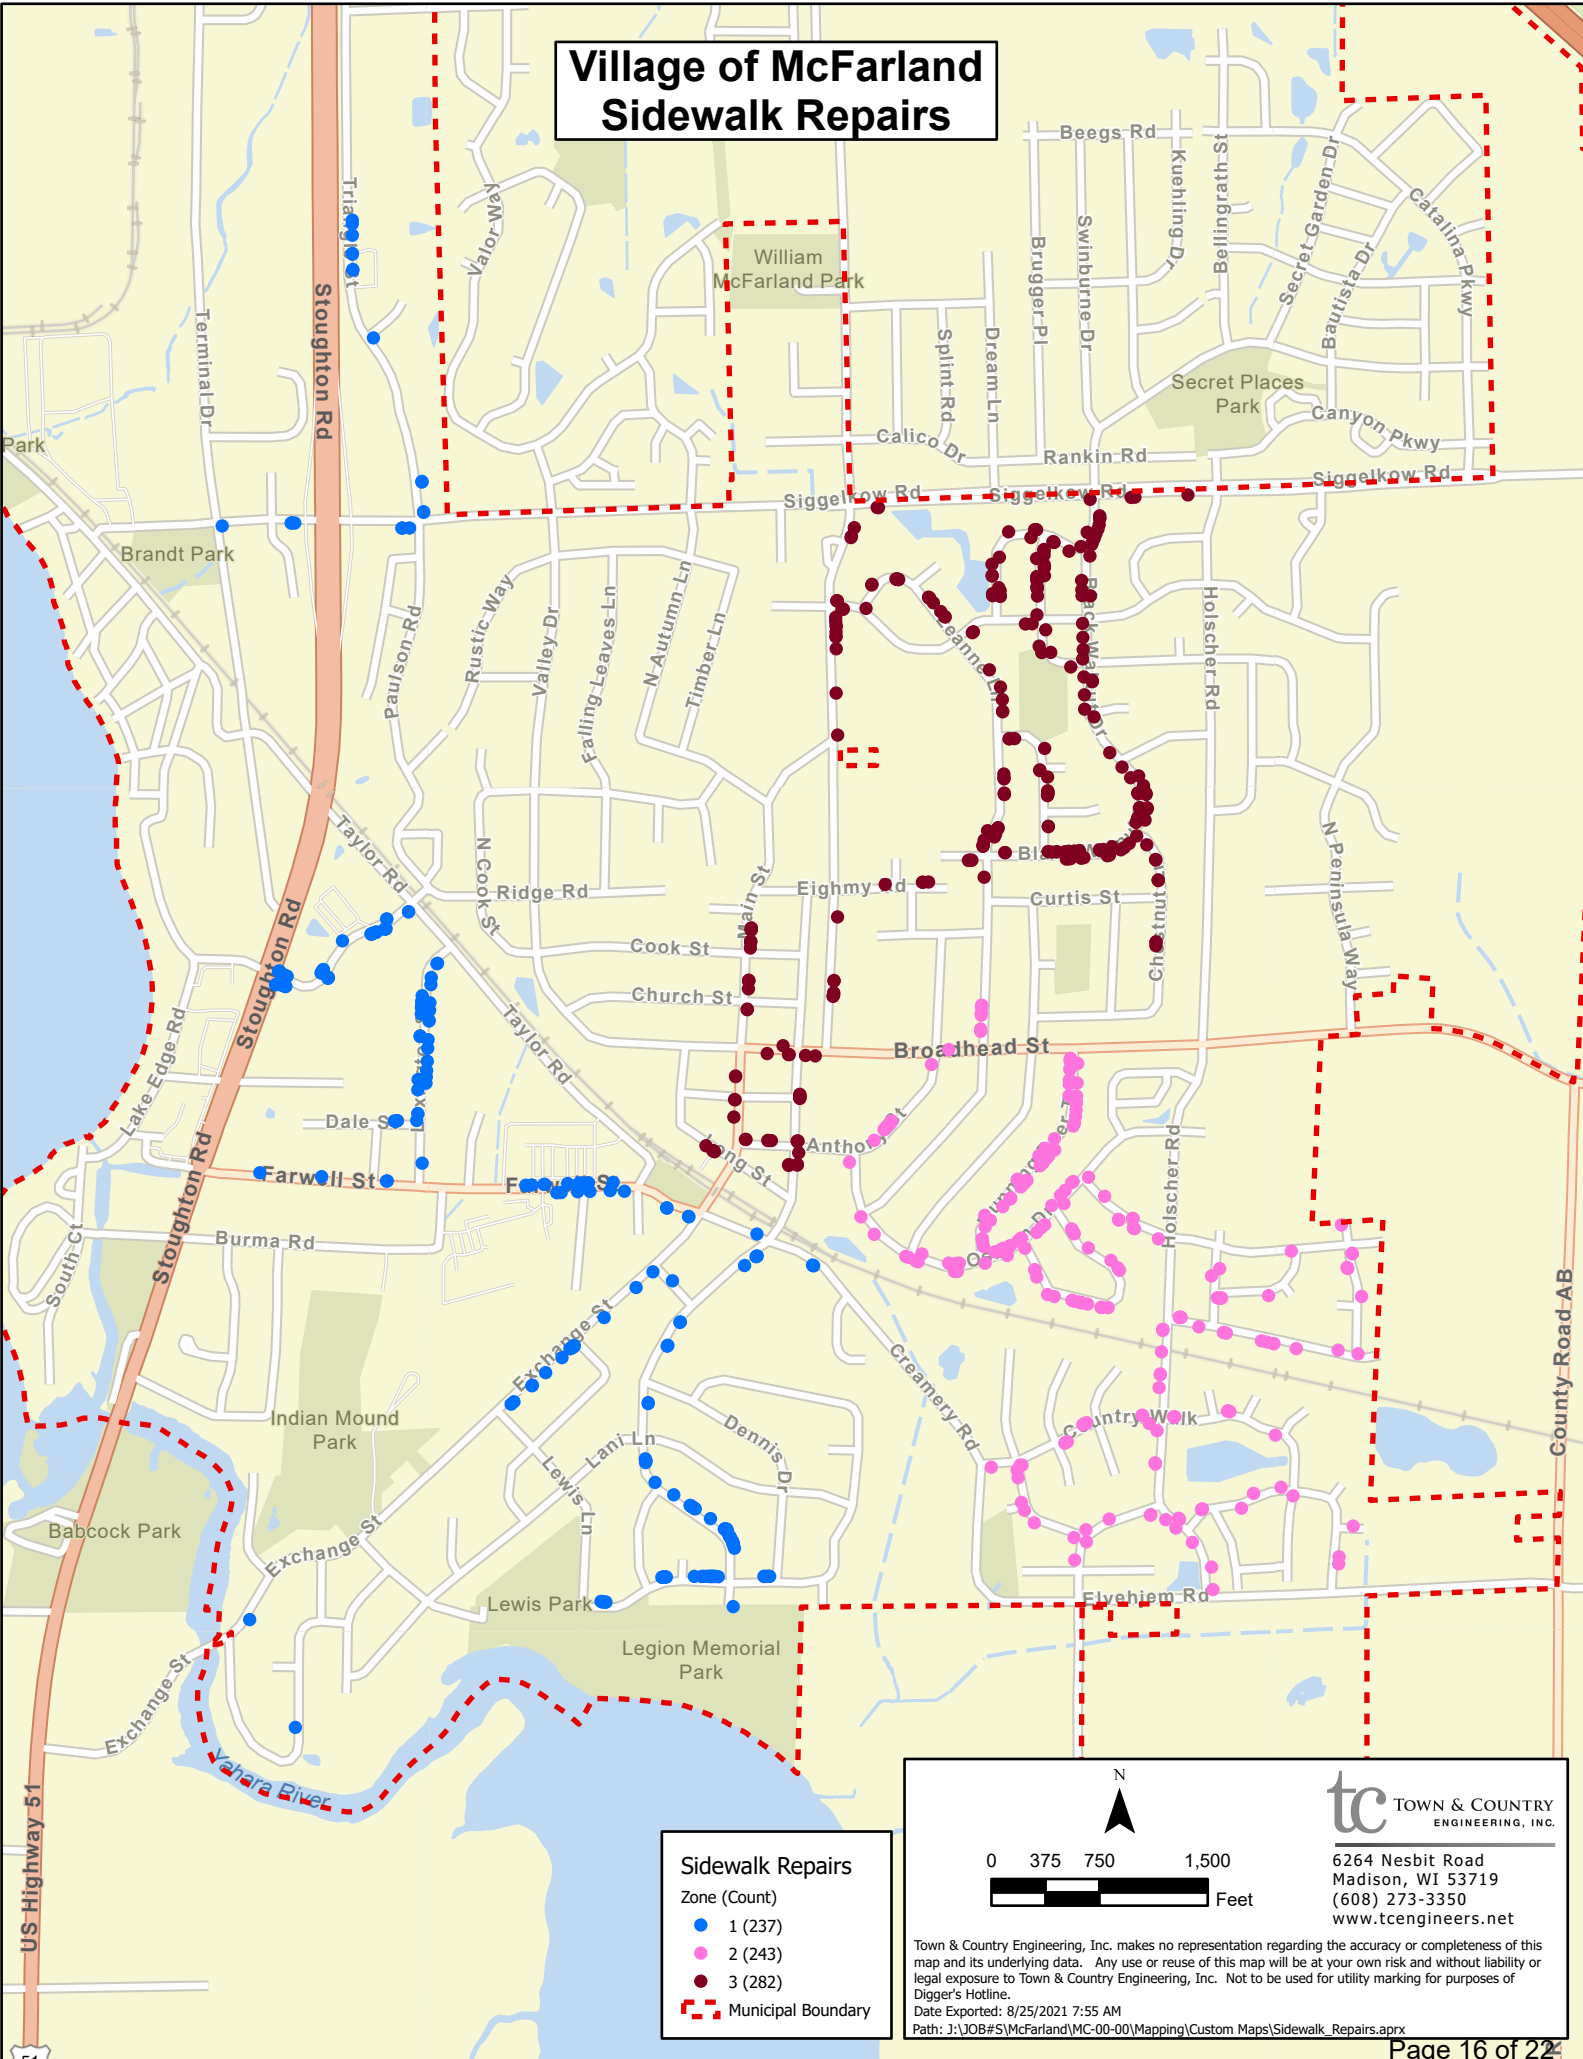 Village of McFarland
Sidewalk Repairs
Beegs Rd
Kuehling Dr
Bellingrath St
Secret Garden Dr
Catalina Pkwy
Bautista Dr
Valor Way
William
McFarland Park
Brugger Pl
Swinburne Dr
Terminal Dr
Stoughton Rd
Splint Rd
Dream Ln
Secret Places
Park
Canyon Pkwy
Park
Calico Dr
Rankin Rd
Siggelkow Rd
Siggelkow Rd
Siggelkow Rd
Brandt Park
Paulson Rd
Rustic Way
Valley Dr
Falling Leaves Ln
N Autumn Ln
Timber Ln
Leanne Ln
Holscher Rd
Taylor Rd
N Cook St
Ridge Rd
Main St
Eighmy Rd
Curtis St
Chestnut Ln
N Peninsula Way
Cook St
Church St
Stoughton Rd
Lake Edge Rd
Taylor Rd
Broadhead St
Dale St
Long St
Anthony St
Farwell St
Farwell St
Holscher Rd
South Ct
Burma Rd
Stoughton Rd
County Road AB
Exchange St
Creamery Rd
Country Walk
Indian Mound
Park
Dennis Dr
Lani Ln
Lewis Ln
Babcock Park
Exchange St
Lewis Park
Elvehjem Rd
Legion Memorial
Park
Exchange St
Yahara River
US Highway 51
51
Sidewalk Repairs
Zone (Count)
1 (237)
2 (243)
3 (282)
Municipal Boundary
N
0 375 750 1,500
Feet
tc TOWN & COUNTRY
ENGINEERING, INC.
6264 Nesbit Road
Madison, WI 53719
(608) 273-3350
www.tcengineers.net
Town & Country Engineering, Inc. makes no representation regarding the accuracy or completeness of this
map and its underlying data. Any use or reuse of this map will be at your own risk and without liability or
legal exposure to Town & Country Engineering, Inc. Not to be used for utility marking for purposes of
Digger's Hotline.
Date Exported: 8/25/2021 7:55 AM
Path: J:\JOB#S\McFarland\MC-00-00\Mapping\Custom Maps\Sidewalk_Repairs.aprx
Page 16 of 22